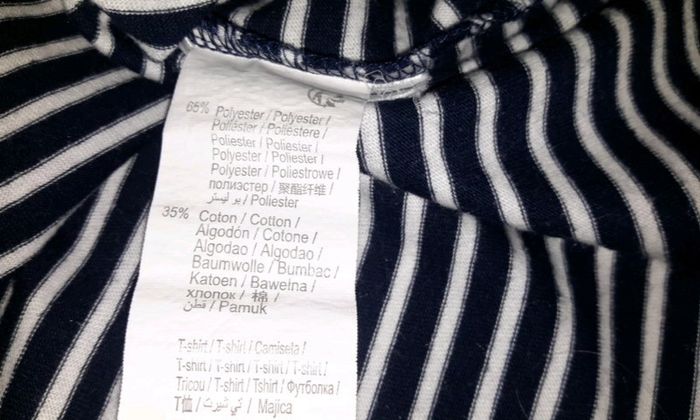 65% Polyester / Polyester /
Poliéster / Poliestere /
Poliester / Poliester /
Polyester / Poliester /
Polyester / Poliestrowe /
полиэстер / 聚酯纤维 /
بوليستر / Poliester
35% Coton / Cotton /
Algodón / Cotone /
Algodao / Algodao /
Baumwolle / Bumbac /
Katoen / Bawełna /
хлопок / 棉 /
قطن / Pamuk
T-shirt / T-shirt / Camiseta /
T-shirt / T-shirt / T-shirt / T-shirt /
Tricou / T-shirt / Tshirt / Футболка /
T恤 / تي شيرت / Majica